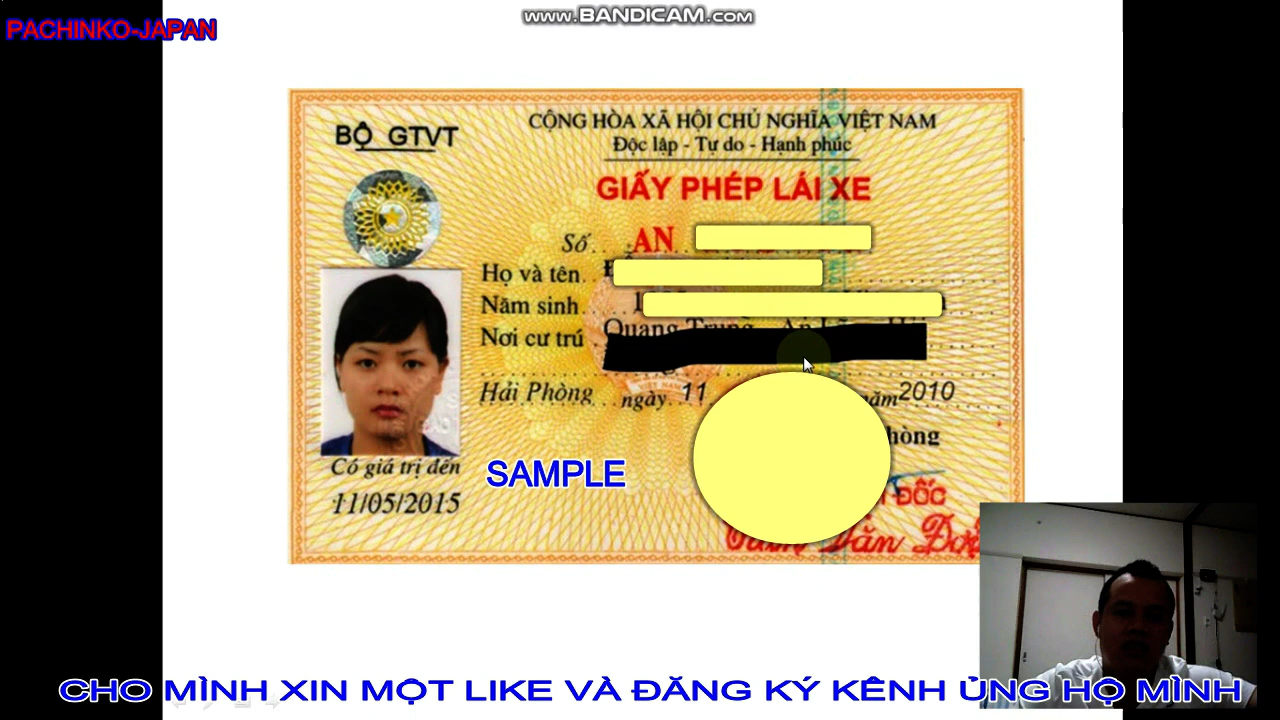 www.BANDICAM.com
PACHINKO-JAPAN
BỘ GTVT
CỘNG HÒA XÃ HỘI CHỦ NGHĨA VIỆT NAM
Độc lập - Tự do - Hạnh phúc
GIẤY PHÉP LÁI XE
Số AN
Họ và tên
Năm sinh
Nơi cư trú Quang Trung
Hải Phòng ngày 11 năm 2010
Có giá trị đến
11/05/2015
SAMPLE
ĐỐC
CHO MÌNH XIN MỘT LIKE VÀ ĐĂNG KÝ KÊNH ỦNG HỘ MÌNH